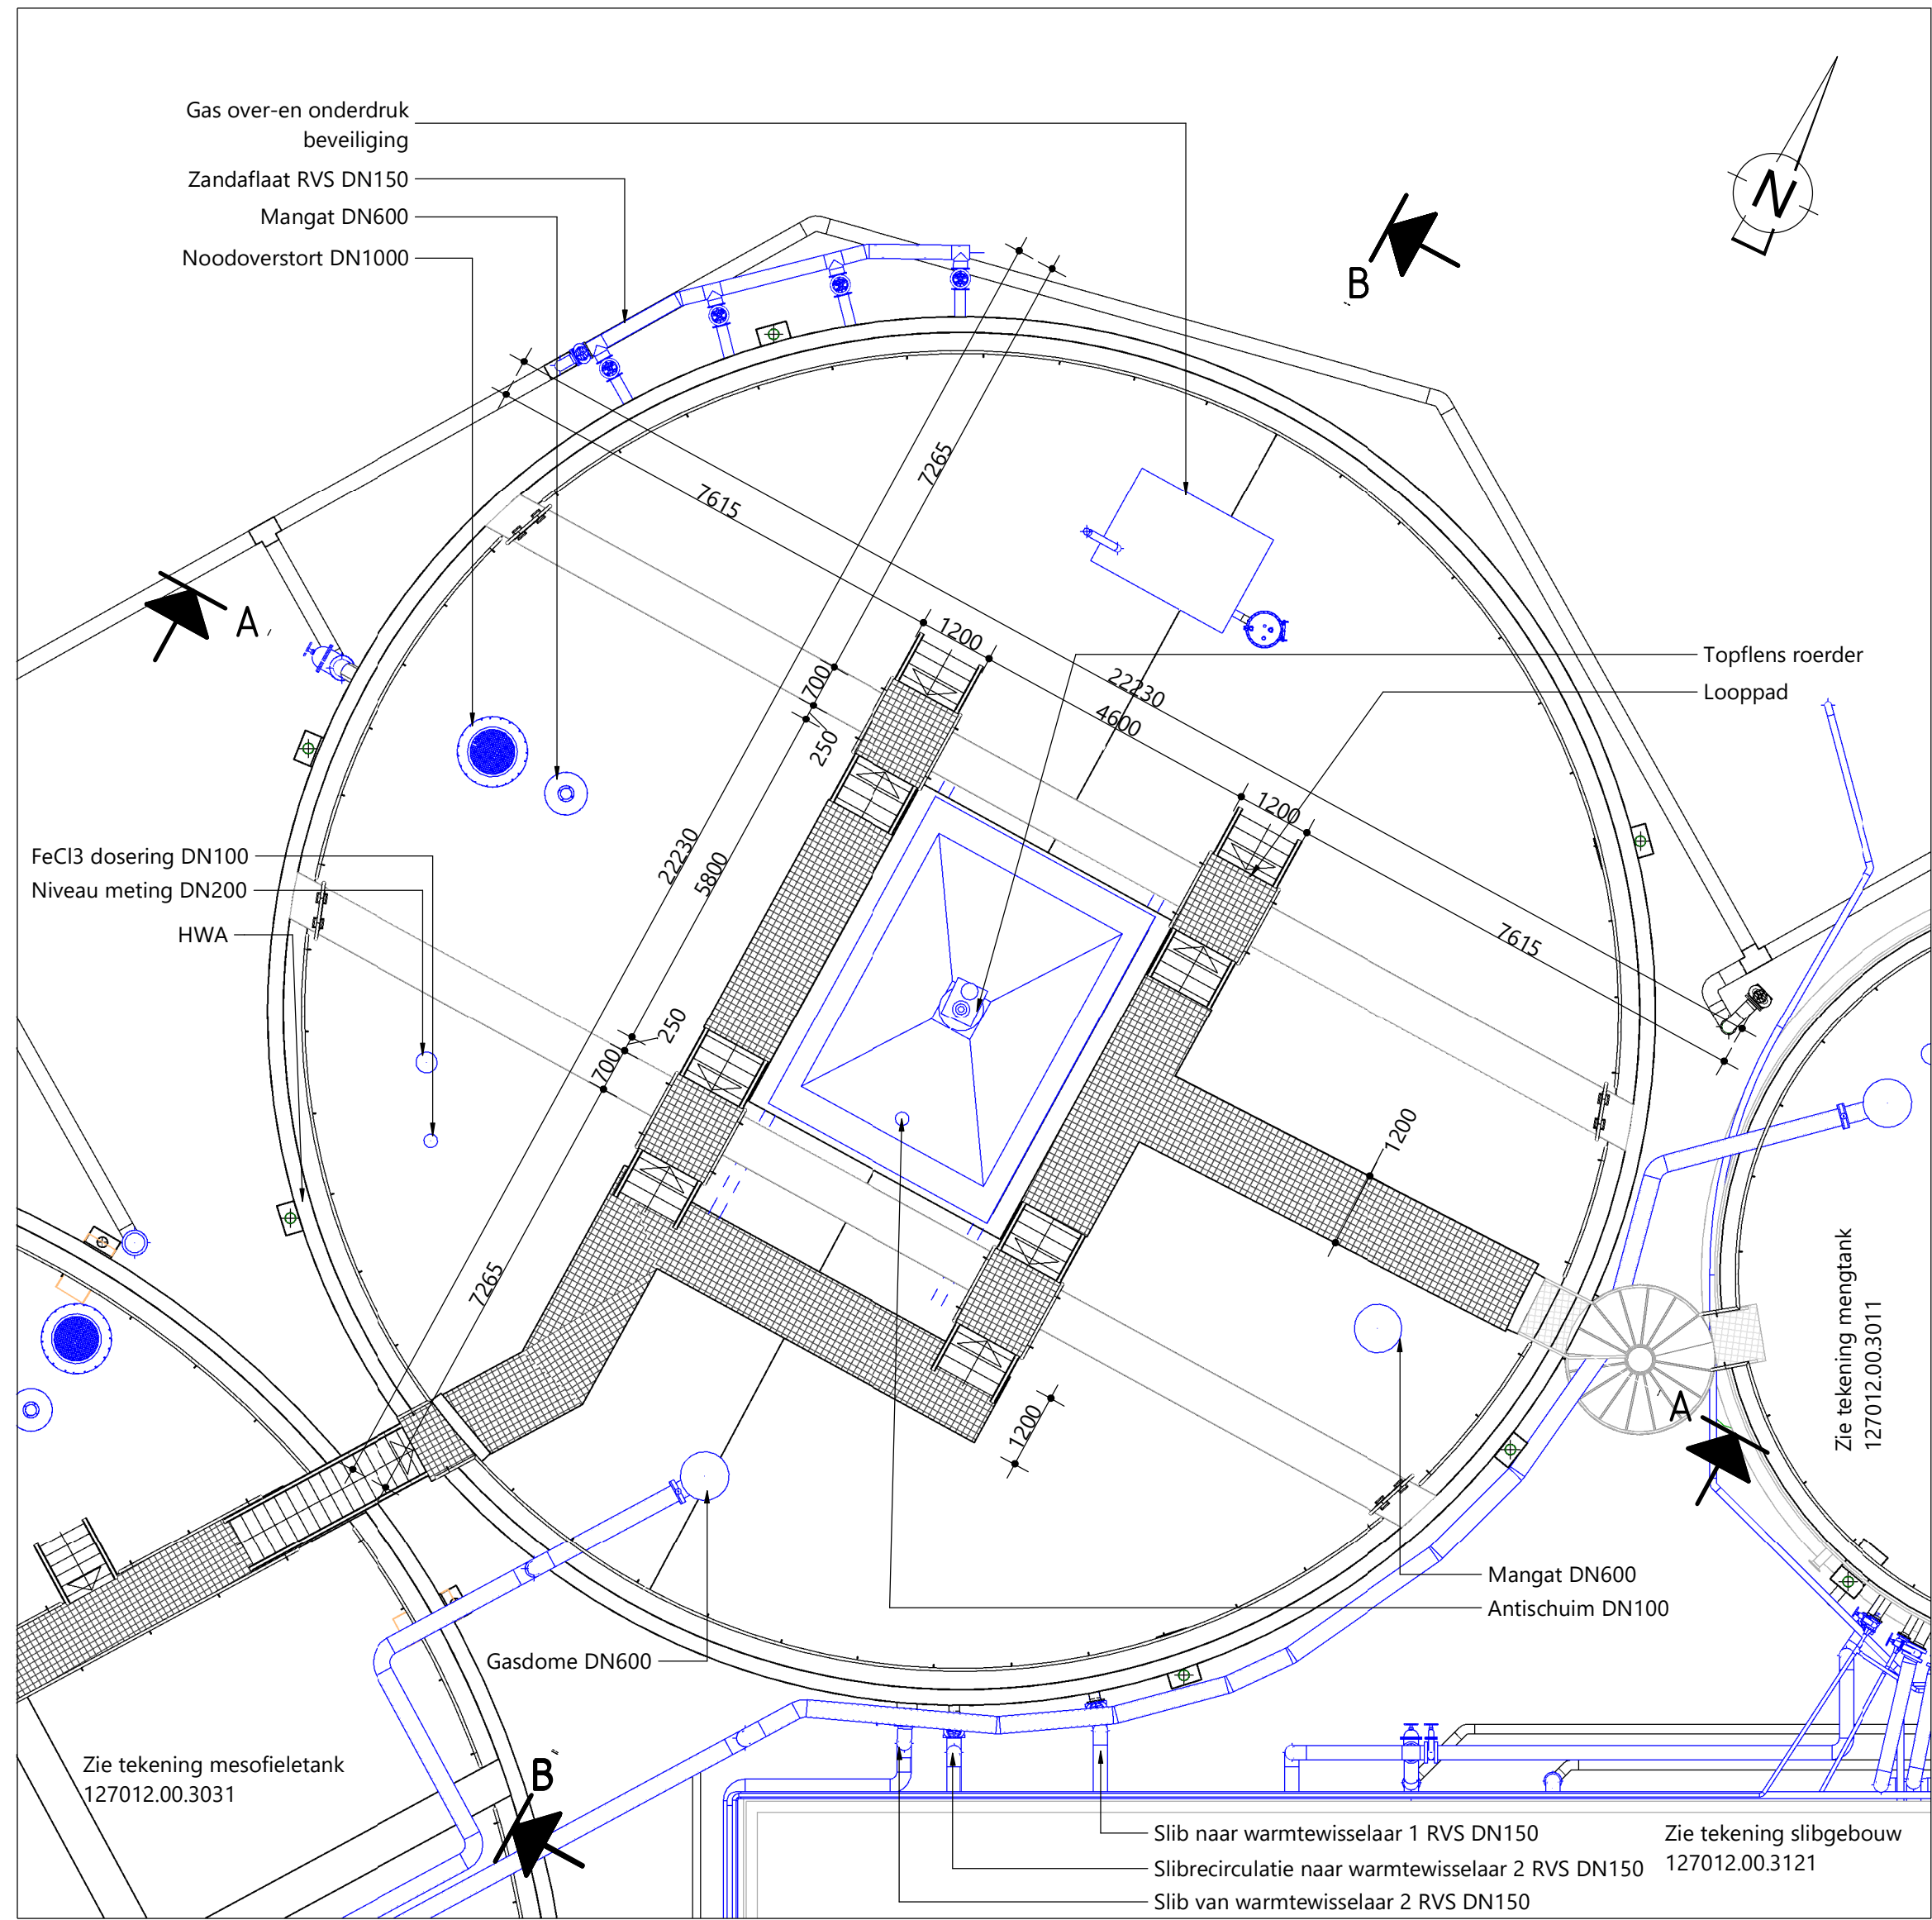 Gas over-en onderdruk
beveiliging
Zandaflaat RVS DN150
Mangat DN600
Noodoverstort DN1000
N
B
A
7265
7615
1200
700
22230
4600
250
Topflens roerder
Looppad
1200
22230
5800
FeCl3 dosering DN100
Niveau meting DN200
HWA
7615
250
700
1200
7265
1200
A
Zie tekening mengtank
127012.00.3011
Mangat DN600
Antischuim DN100
Gasdome DN600
Zie tekening mesofieletank
127012.00.3031
B
Slib naar warmtewisselaar 1 RVS DN150
Slibrecirculatie naar warmtewisselaar 2 RVS DN150
Slib van warmtewisselaar 2 RVS DN150
Zie tekening slibgebouw
127012.00.3121